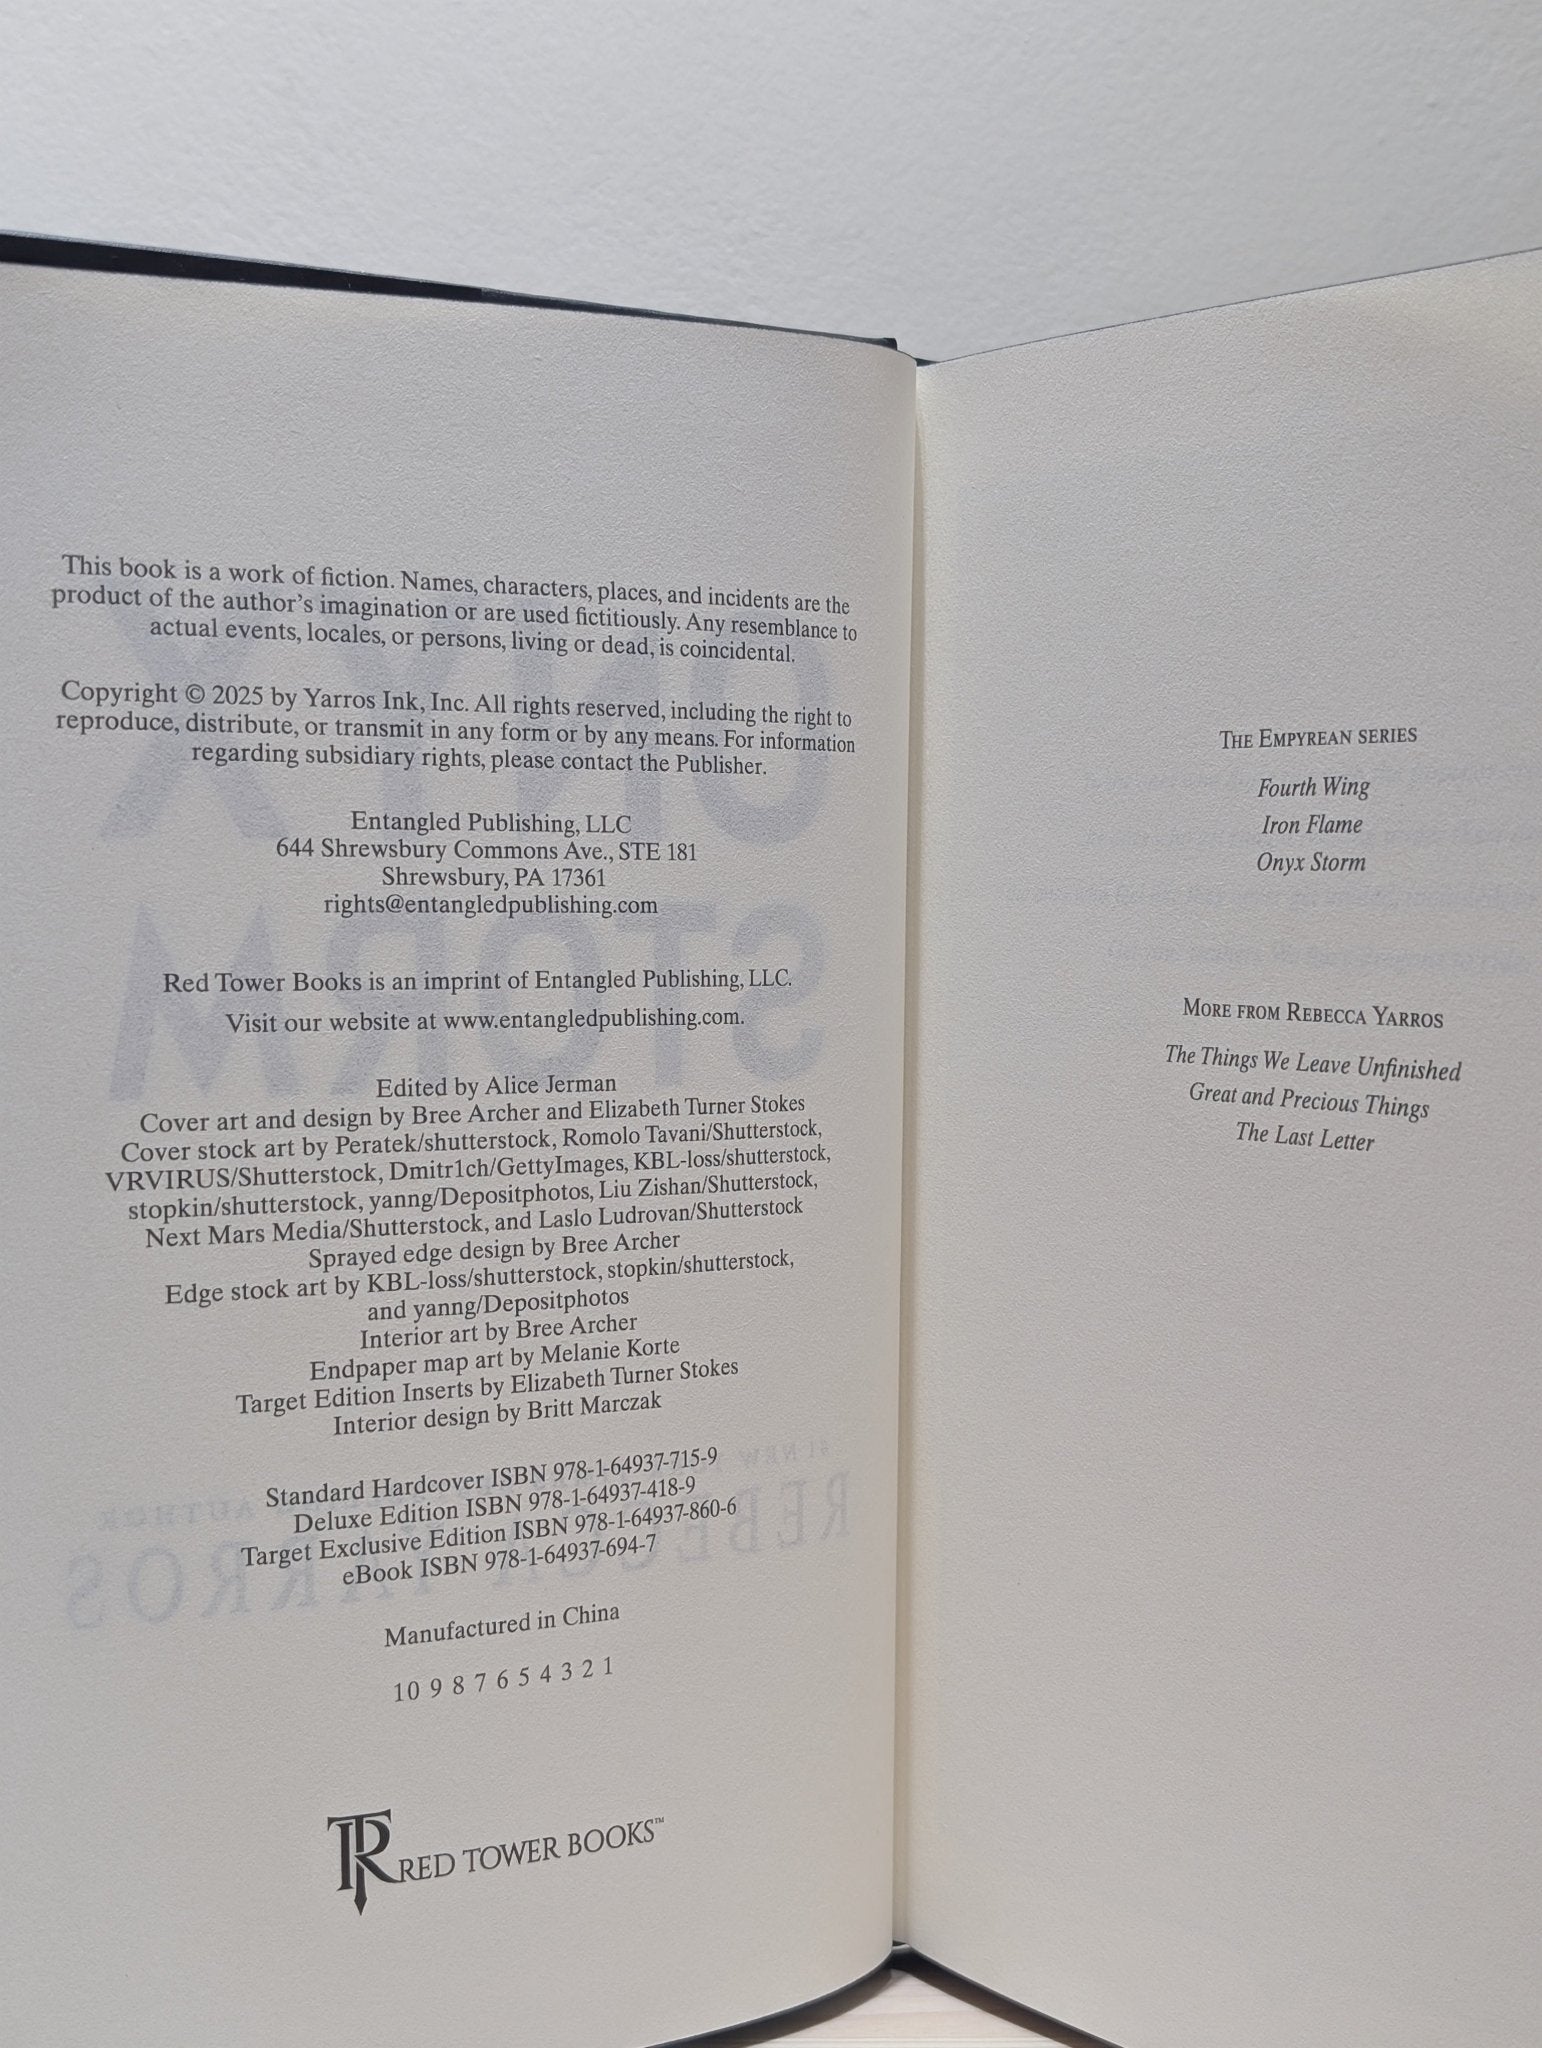 This book is a work of fiction. Names, characters, places, and incidents are the
product of the author's imagination or are used fictitiously. Any resemblance to
actual events, locales, or persons, living or dead, is coincidental.
Copyright © 2025 by Yarros Ink, Inc. All rights reserved, including the right to
reproduce, distribute, or transmit in any form or by any means. For information
regarding subsidiary rights, please contact the Publisher.
Entangled Publishing, LLC
644 Shrewsbury Commons Ave., STE 181
Shrewsbury, PA 17361
rights@entangledpublishing.com
Red Tower Books is an imprint of Entangled Publishing, LLC.
Visit our website at www.entangledpublishing.com.
Edited by Alice Jerman
Cover art and design by Bree Archer and Elizabeth Turner Stokes
Cover stock art by Peratek/shutterstock, Romolo Tavani/Shutterstock,
VRVIRUS/Shutterstock, Dmitr1ch/GettyImages, KBL-loss/shutterstock,
stopkin/shutterstock, yanng/Depositphotos, Liu Zishan/Shutterstock,
Next Mars Media/Shutterstock, and Laslo Ludrovan/Shutterstock
Sprayed edge design by Bree Archer
Edge stock art by KBL-loss/shutterstock, stopkin/shutterstock,
and yanng/Depositphotos
Interior art by Bree Archer
Endpaper map art by Melanie Korte
Target Edition Inserts by Elizabeth Turner Stokes
Interior design by Britt Marczak
Standard Hardcover ISBN 978-1-64937-715-9
Deluxe Edition ISBN 978-1-64937-418-9
Target Exclusive Edition ISBN 978-1-64937-860-6
eBook ISBN 978-1-64937-694-7
Manufactured in China
10 9 8 7 6 5 4 3 2 1
TR RED TOWER BOOKS™
THE EMPYREAN SERIES
Fourth Wing
Iron Flame
Onyx Storm
MORE FROM REBECCA YARROS
The Things We Leave Unfinished
Great and Precious Things
The Last Letter